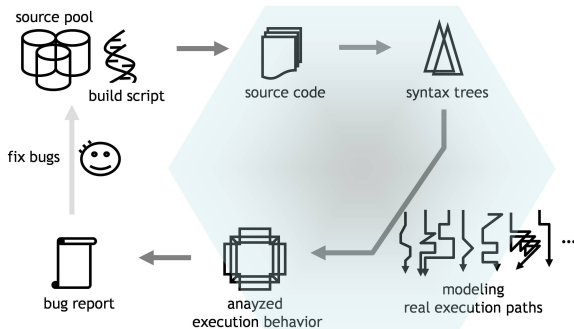 source pool
build script
source code
syntax trees
fix bugs
bug report
anayzed
execution behavior
modeling
real execution paths
...